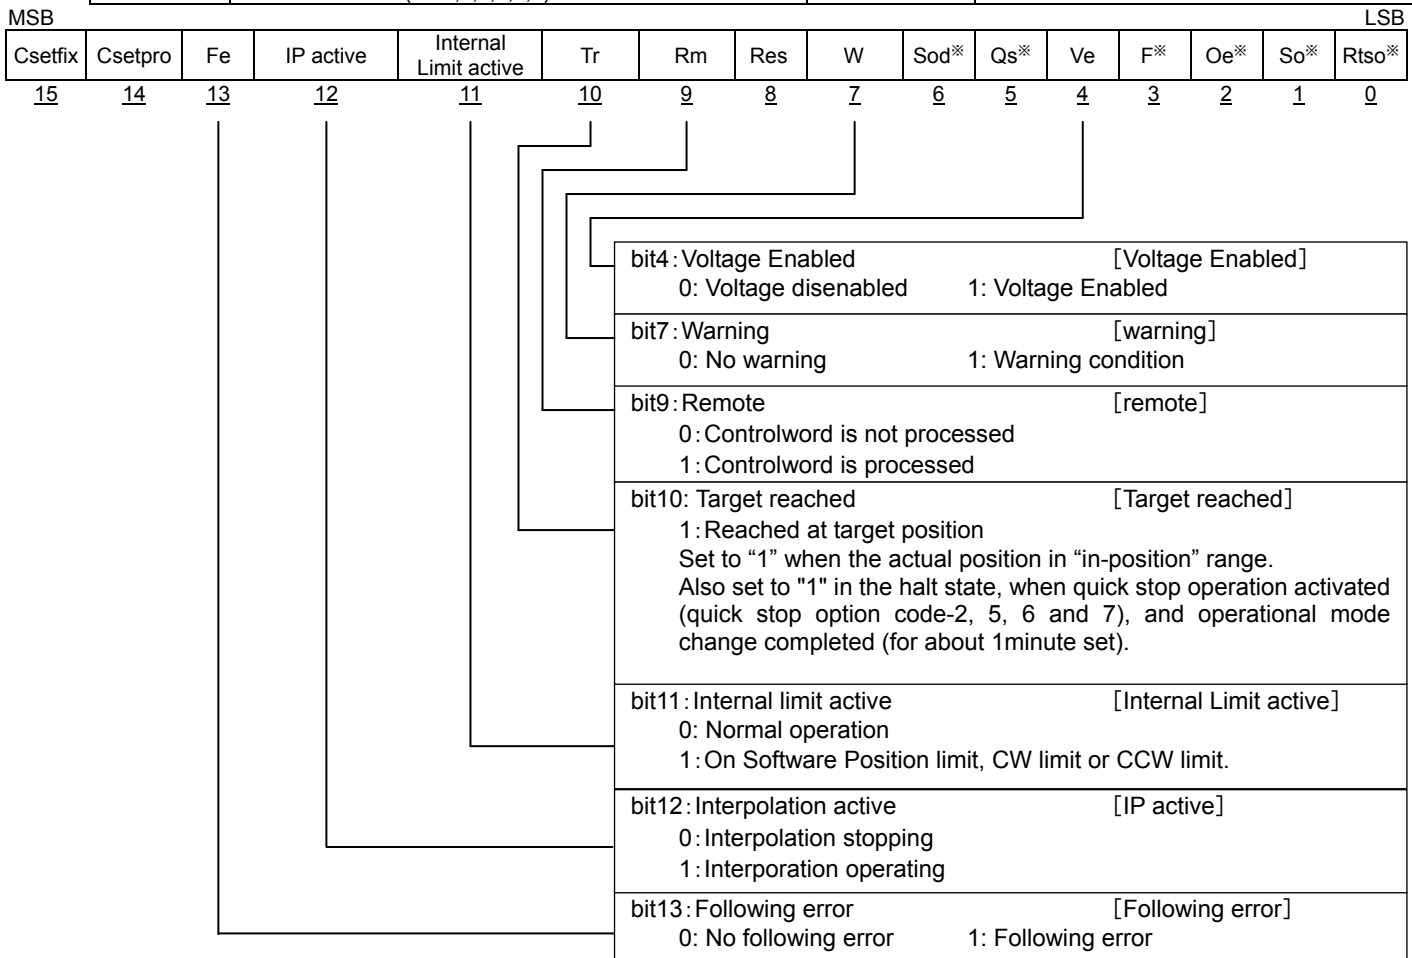 MSB LSB
Csetfix Csetpro Fe IP active Internal Limit active Tr Rm Res W Sod※ Qs※ Ve F※ Oe※ So※ Rtso※
15 14 13 12 11 10 9 8 7 6 5 4 3 2 1 0
bit4:Voltage Enabled [Voltage Enabled]
0: Voltage disenabled 1: Voltage Enabled
bit7:Warning [warning]
0: No warning 1: Warning condition
bit9:Remote [remote]
0:Controlword is not processed
1:Controlword is processed
bit10: Target reached [Target reached]
1:Reached at target position
Set to “1” when the actual position in “in-position” range.
Also set to "1" in the halt state, when quick stop operation activated
(quick stop option code-2, 5, 6 and 7), and operational mode
change completed (for about 1minute set).
bit11:Internal limit active [Internal Limit active]
0: Normal operation
1:On Software Position limit, CW limit or CCW limit.
bit12:Interpolation active [IP active]
0:Interpolation stopping
1:Interporation operating
bit13:Following error [Following error]
0: No following error 1: Following error